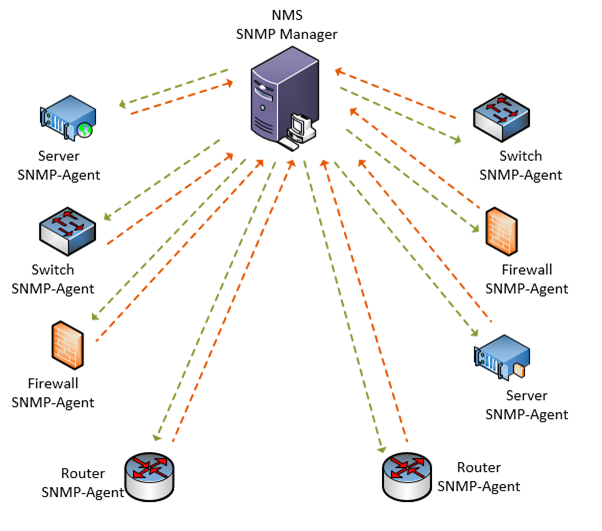 NMS
SNMP Manager
Server
SNMP-Agent
Switch
SNMP-Agent
Switch
SNMP-Agent
Firewall
SNMP-Agent
Firewall
SNMP-Agent
Server
SNMP-Agent
Router
SNMP-Agent
Router
SNMP-Agent